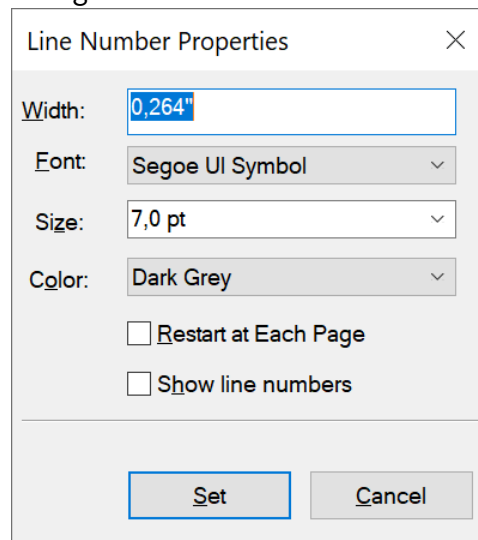 Line Number Properties
Width: 0,264"
Font: Segoe UI Symbol
Size: 7,0 pt
Color: Dark Grey
Restart at Each Page
Show line numbers
Set Cancel